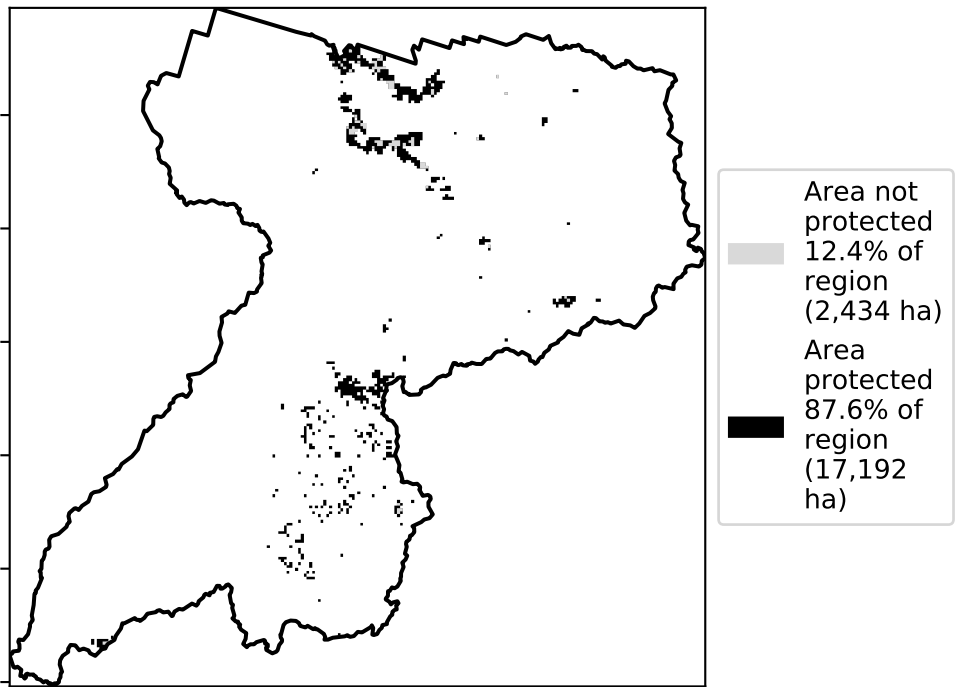 Area not
protected
12.4% of
region
(2,434 ha)
Area
protected
87.6% of
region
(17,192
ha)